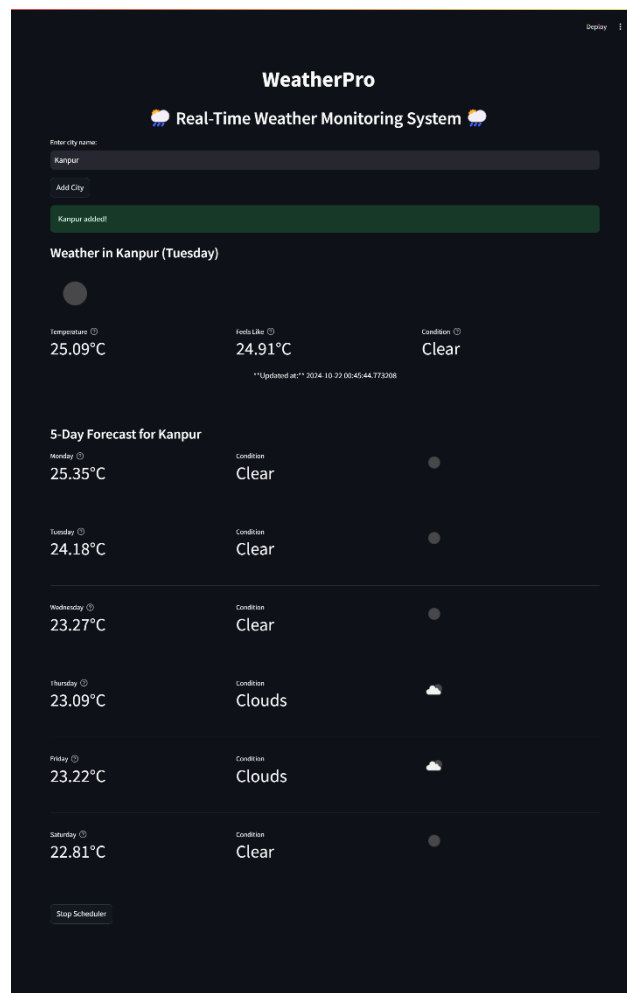 Deploy
WeatherPro
Real-Time Weather Monitoring System
Enter city name:
Kanpur
Add City
Kanpur added!
Weather in Kanpur (Tuesday)
Temperature Feels Like Condition
25.09°C 24.91°C Clear
**Updated at:** 2024-10-22 00:45:44.773208
5-Day Forecast for Kanpur
Monday Condition
25.35°C Clear
Tuesday Condition
24.18°C Clear
Wednesday Condition
23.27°C Clear
Thursday Condition
23.09°C Clouds
Friday Condition
23.22°C Clouds
Saturday Condition
22.81°C Clear
Stop Scheduler